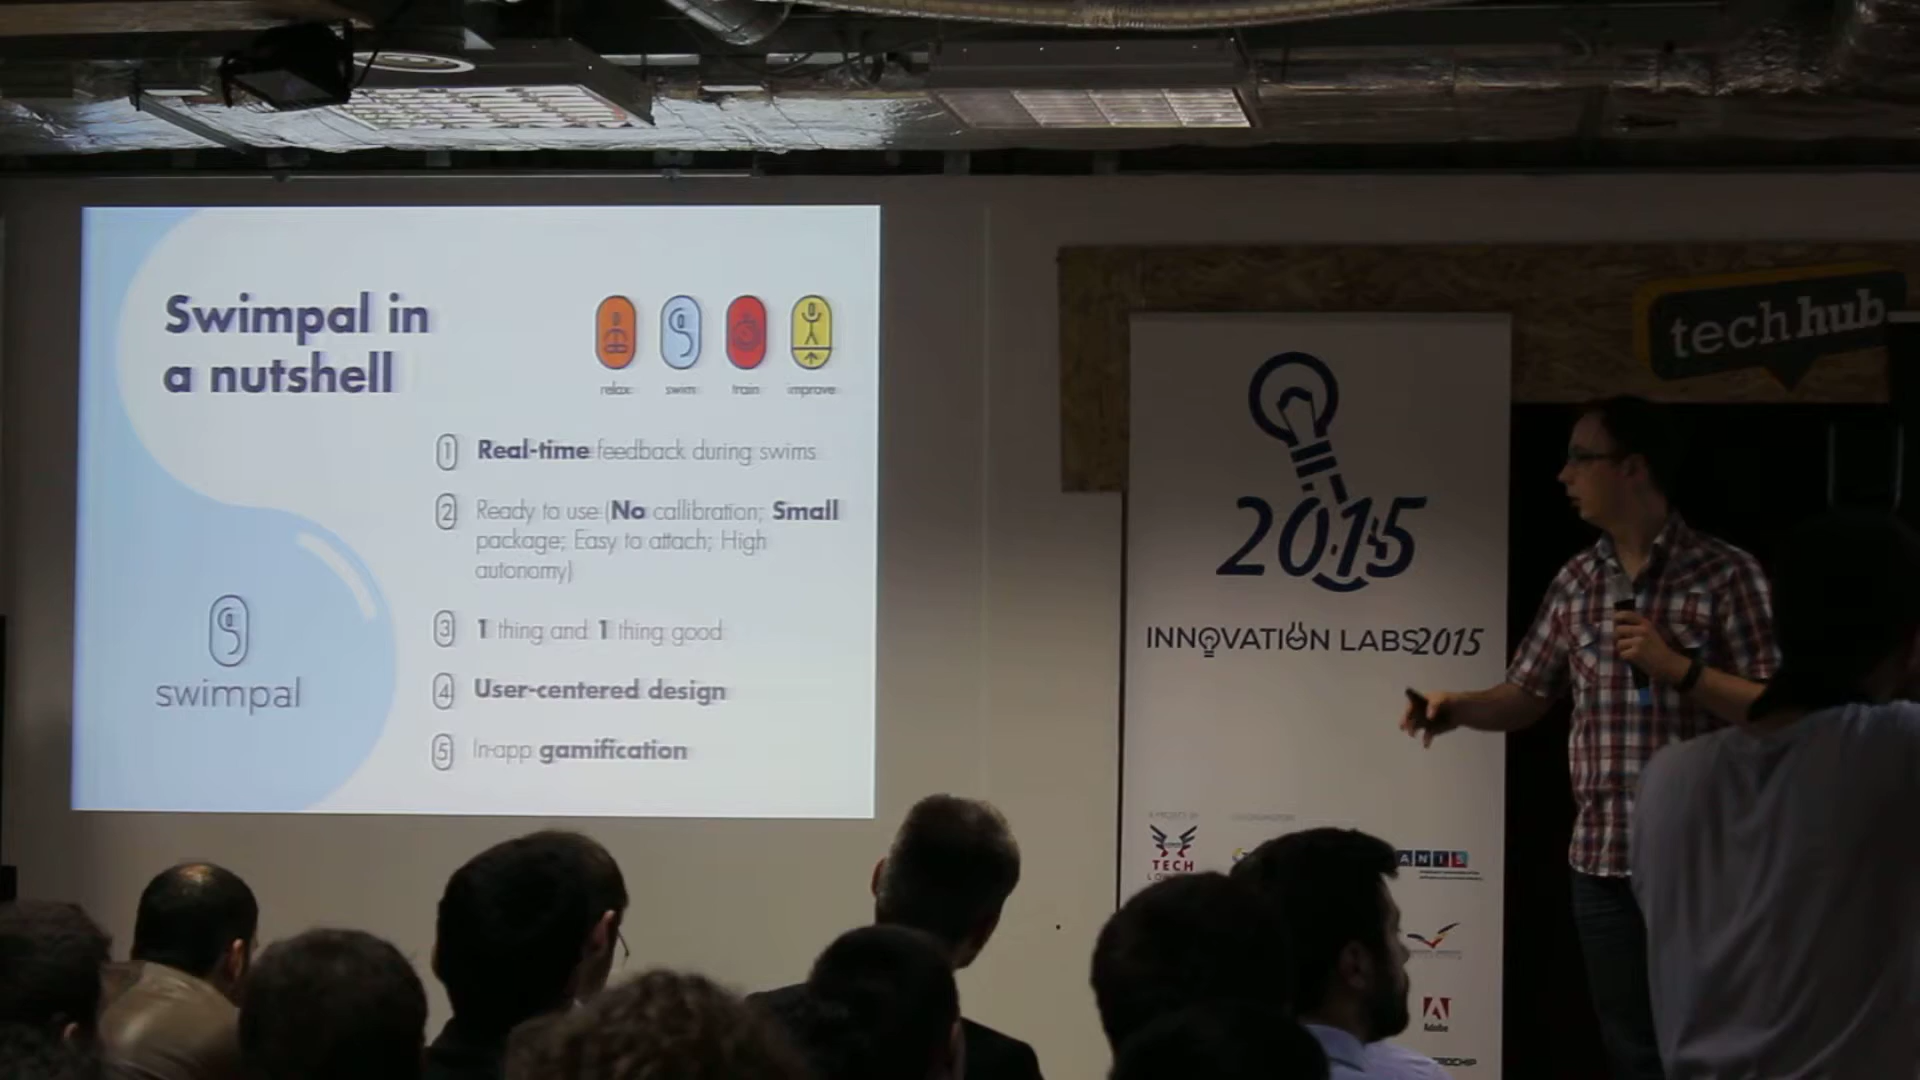 Swimpal in
a nutshell
relax swim train improve
1 Real-time feedback during swims
2 Ready to use (No callibration; Small
package; Easy to attach; High
autonomy)
3 1 thing and 1 thing good
4 User-centered design
5 In-app gamification
swimpal
techhub
2015
INNOVATION LABS 2015
TECH
ANIS
Adobe